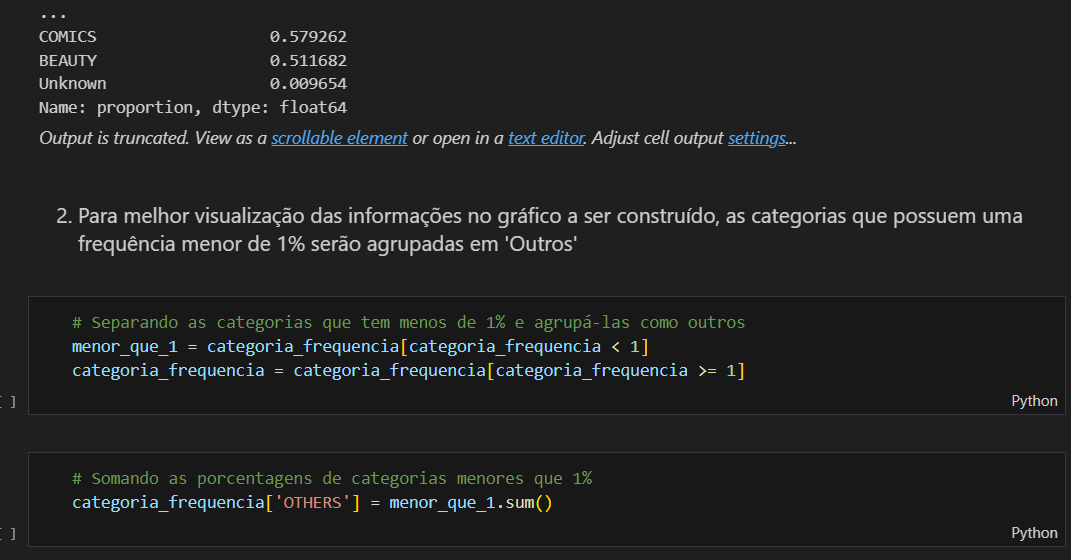 ...
COMICS 0.579262
BEAUTY 0.511682
Unknown 0.009654
Name: proportion, dtype: float64
Output is truncated. View as a scrollable element or open in a text editor. Adjust cell output settings...
2. Para melhor visualização das informações no gráfico a ser construído, as categorias que possuem uma
frequência menor de 1% serão agrupadas em 'Outros'
# Separando as categorias que tem menos de 1% e agrupá-las como outros
menor_que_1 = categoria_frequencia[categoria_frequencia < 1]
categoria_frequencia = categoria_frequencia[categoria_frequencia >= 1]
[ ]
Python
# Somando as porcentagens de categorias menores que 1%
categoria_frequencia['OTHERS'] = menor_que_1.sum()
[ ]
Python